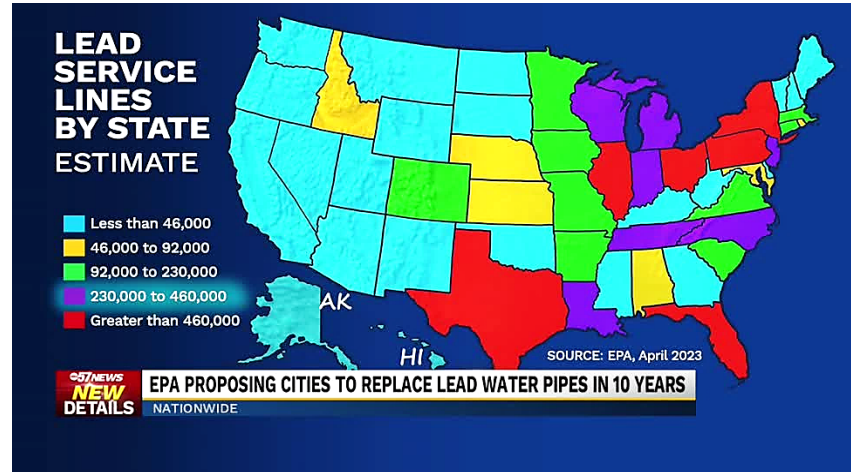 LEAD
SERVICE
LINES
BY STATE
ESTIMATE
Less than 46,000
46,000 to 92,000
92,000 to 230,000
230,000 to 460,000
Greater than 460,000
AK
HI
SOURCE: EPA, April 2023
57 NEWS
NEW
DETAILS
EPA PROPOSING CITIES TO REPLACE LEAD WATER PIPES IN 10 YEARS
NATIONWIDE